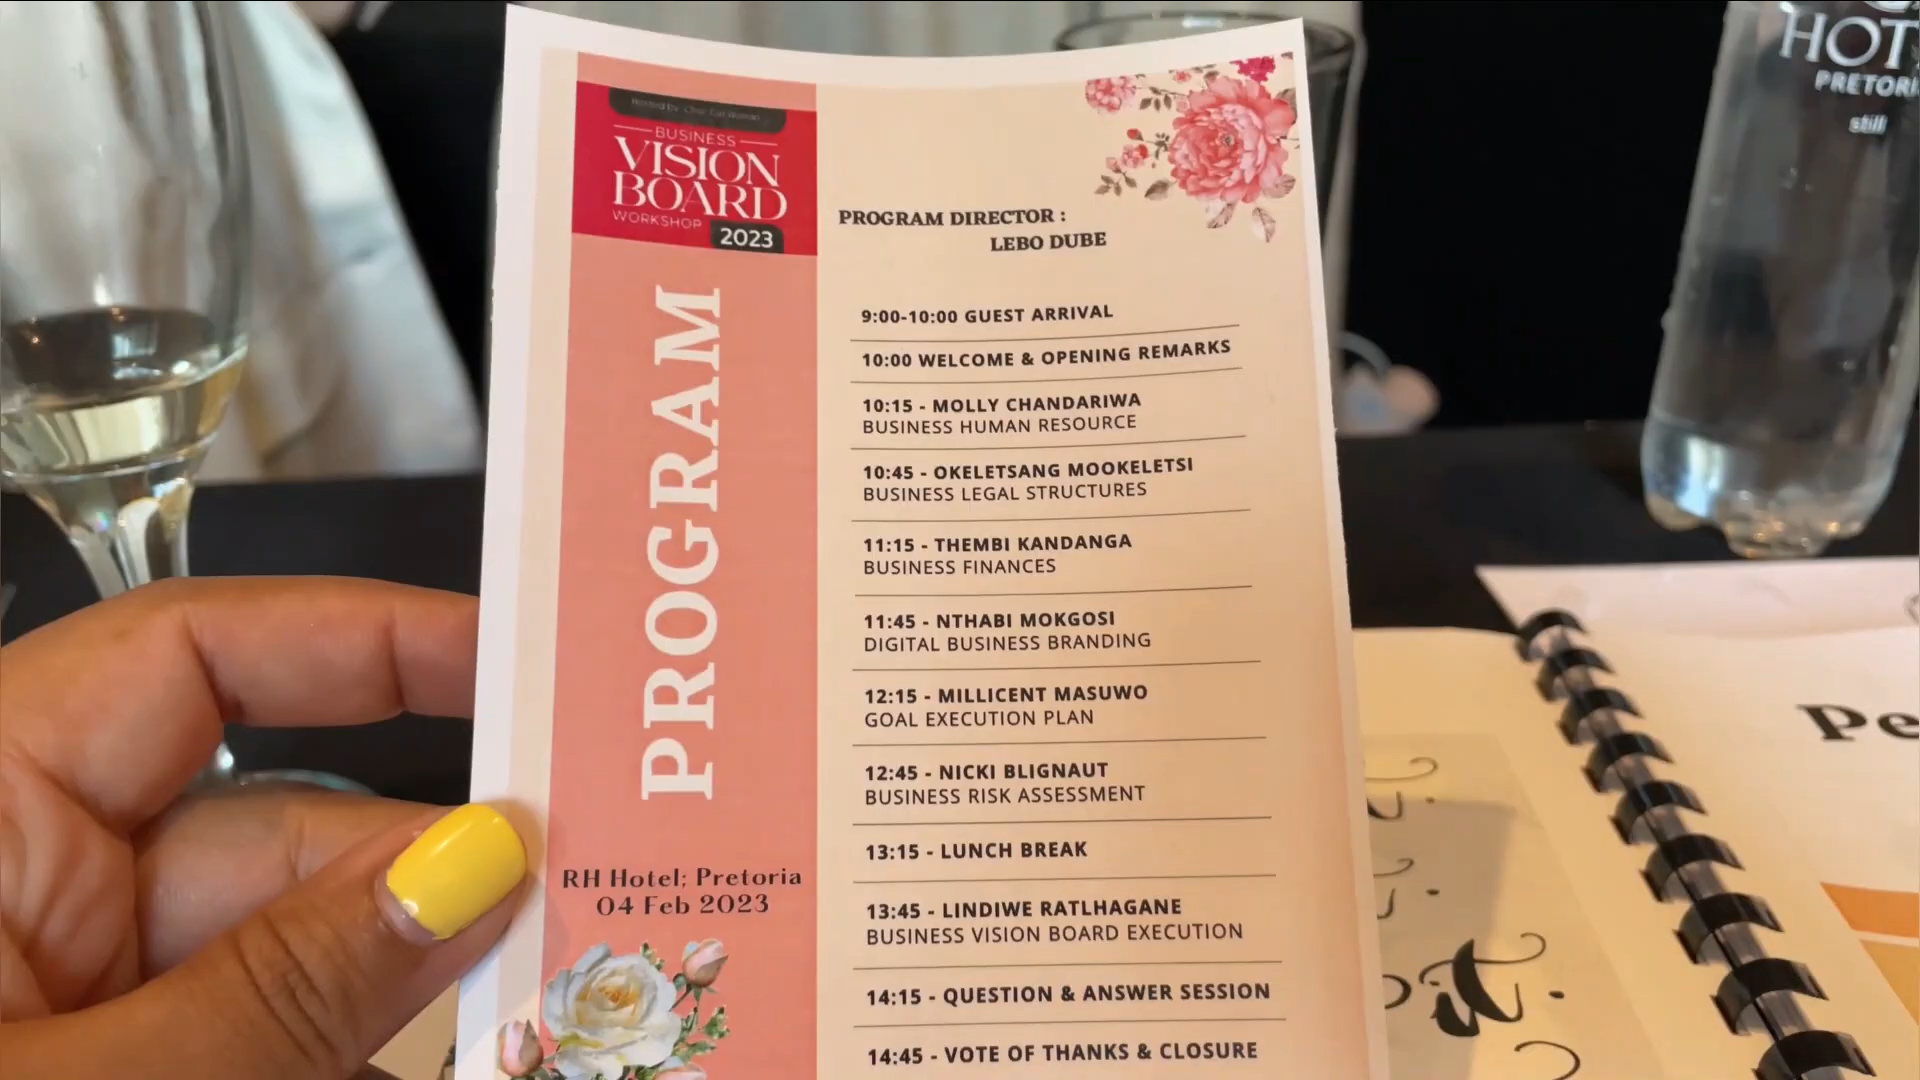 BUSINESS
VISION
BOARD
WORKSHOP
2023
PROGRAM
RH Hotel; Pretoria
04 Feb 2023
PROGRAM DIRECTOR :
LEBO DUBE
9:00-10:00 GUEST ARRIVAL
10:00 WELCOME & OPENING REMARKS
10:15 - MOLLY CHANDARIWA
BUSINESS HUMAN RESOURCE
10:45 - OKELETSANG MOOKELETSI
BUSINESS LEGAL STRUCTURES
11:15 - THEMBI KANDANGA
BUSINESS FINANCES
11:45 - NTHABI MOKGOSI
DIGITAL BUSINESS BRANDING
12:15 - MILLICENT MASUWO
GOAL EXECUTION PLAN
12:45 - NICKI BLIGNAUT
BUSINESS RISK ASSESSMENT
13:15 - LUNCH BREAK
13:45 - LINDIWE RATLHAGANE
BUSINESS VISION BOARD EXECUTION
14:15 - QUESTION & ANSWER SESSION
14:45 - VOTE OF THANKS & CLOSURE
HOT
PRETORI
still
Pe